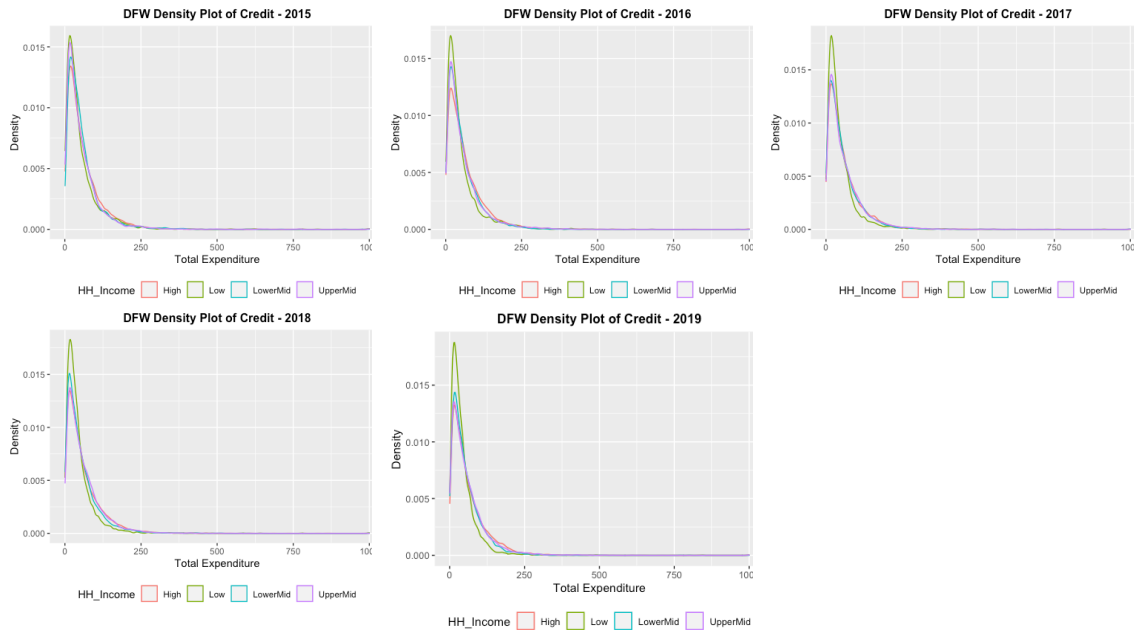 DFW Density Plot of Credit - 2015
0.015
0.010
0.005
0.000
Density
0 250 500 750 100
Total Expenditure
HH_Income High Low LowerMid UpperMid
DFW Density Plot of Credit - 2016
0.015
0.010
0.005
0.000
Density
0 250 500 750 100
Total Expenditure
HH_Income High Low LowerMid UpperMid
DFW Density Plot of Credit - 2017
0.015
0.010
0.005
0.000
Density
0 250 500 750 100
Total Expenditure
HH_Income High Low LowerMid UpperMid
DFW Density Plot of Credit - 2018
0.015
0.010
0.005
0.000
Density
0 250 500 750 100
Total Expenditure
HH_Income High Low LowerMid UpperMid
DFW Density Plot of Credit - 2019
0.015
0.010
0.005
0.000
Density
0 250 500 750 100
Total Expenditure
HH_Income High Low LowerMid UpperMid